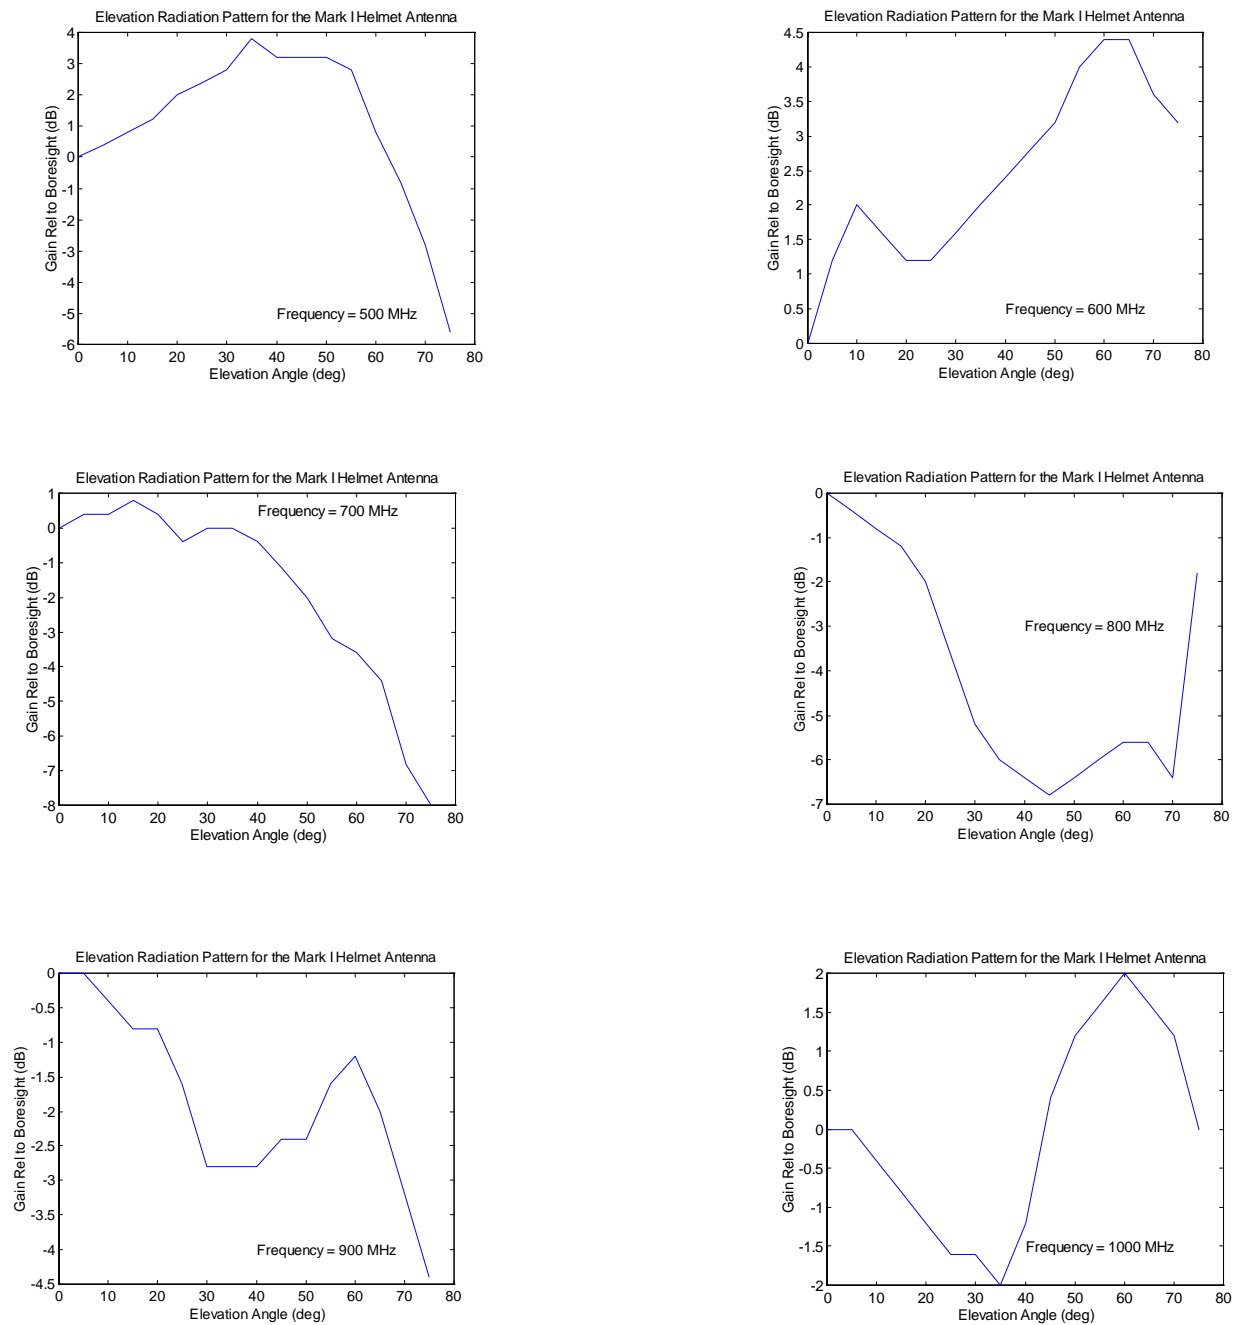 Elevation Radiation Pattern for the Mark I Helmet Antenna
4
3
2
1
0
-1
-2
-3
-4
-5
-6
Gain Rel to Boresight (dB)
Frequency = 500 MHz
0 10 20 30 40 50 60 70 80
Elevation Angle (deg)
Elevation Radiation Pattern for the Mark I Helmet Antenna
4.5
4
3.5
3
2.5
2
1.5
1
0.5
0
Gain Rel to Boresight (dB)
Frequency = 600 MHz
0 10 20 30 40 50 60 70 80
Elevation Angle (deg)
Elevation Radiation Pattern for the Mark I Helmet Antenna
1
0
-1
-2
-3
-4
-5
-6
-7
-8
Gain Rel to Boresight (dB)
Frequency = 700 MHz
0 10 20 30 40 50 60 70 80
Elevation Angle (deg)
Elevation Radiation Pattern for the Mark I Helmet Antenna
0
-1
-2
-3
-4
-5
-6
-7
Gain Rel to Boresight (dB)
Frequency = 800 MHz
0 10 20 30 40 50 60 70 80
Elevation Angle (deg)
Elevation Radiation Pattern for the Mark I Helmet Antenna
0
-0.5
-1
-1.5
-2
-2.5
-3
-3.5
-4
-4.5
Gain Rel to Boresight (dB)
Frequency = 900 MHz
0 10 20 30 40 50 60 70 80
Elevation Angle (deg)
Elevation Radiation Pattern for the Mark I Helmet Antenna
2
1.5
1
0.5
0
-0.5
-1
-1.5
-2
Gain Rel to Boresight (dB)
Frequency = 1000 MHz
0 10 20 30 40 50 60 70 80
Elevation Angle (deg)